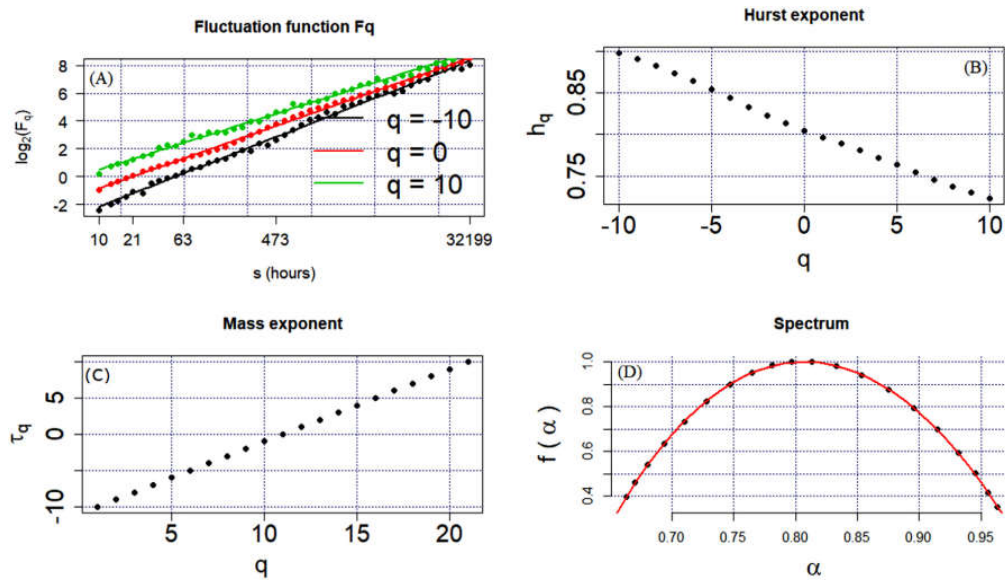 Fluctuation function Fq
(A)
log₂(Fq)
8
6
4
2
0
-2
q = -10
q = 0
q = 10
10 21 63 473 32199
s (hours)
Hurst exponent
(B)
hq
0.85
0.75
-10 -5 0 5 10
q
Mass exponent
(C)
τq
5
0
-10
5 10 15 20
q
Spectrum
(D)
f ( α )
1.0
0.8
0.6
0.4
0.70 0.75 0.80 0.85 0.90 0.95
α